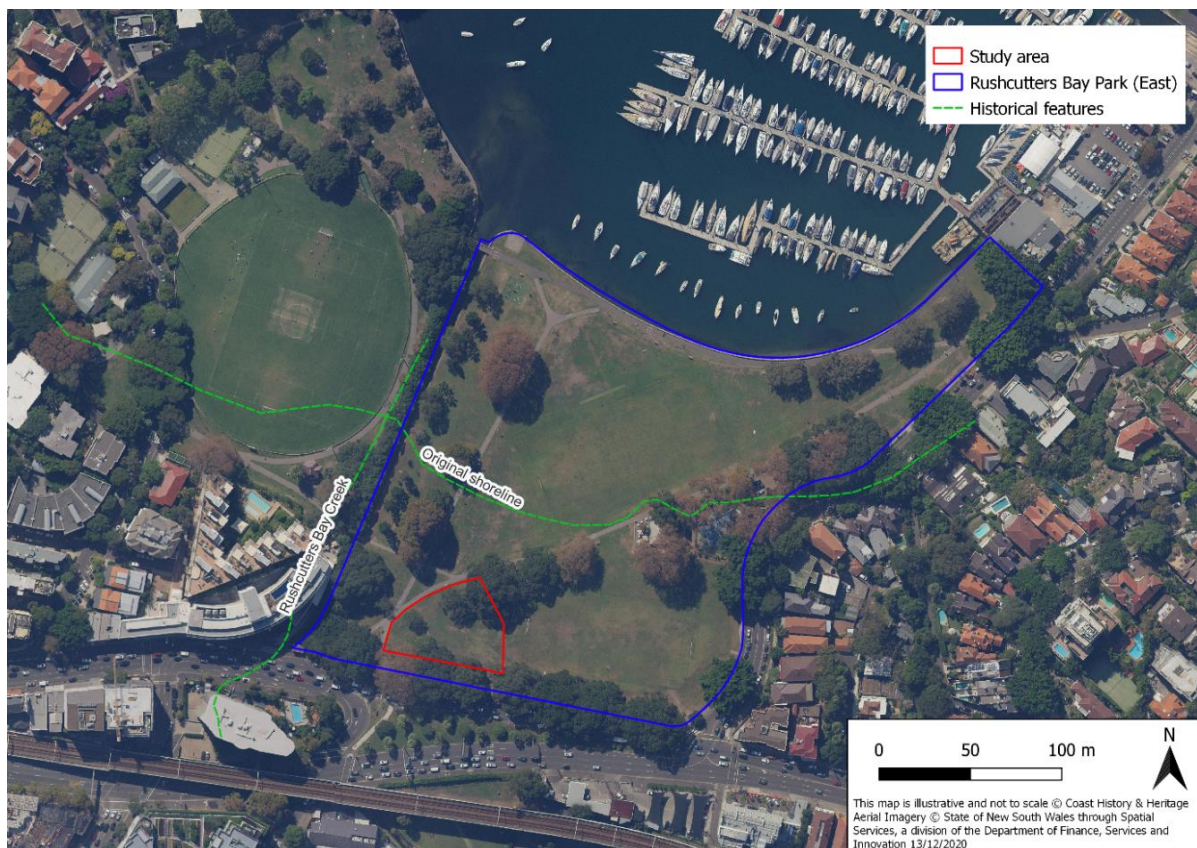 Study area
Rushcutters Bay Park (East)
Historical features
Original shoreline
Rushcutters Bay Creek
0 50 100 m
N
This map is illustrative and not to scale © Coast History & Heritage
Aerial Imagery © State of New South Wales through Spatial
Services, a division of the Department of Finance, Services and
Innovation 13/12/2020